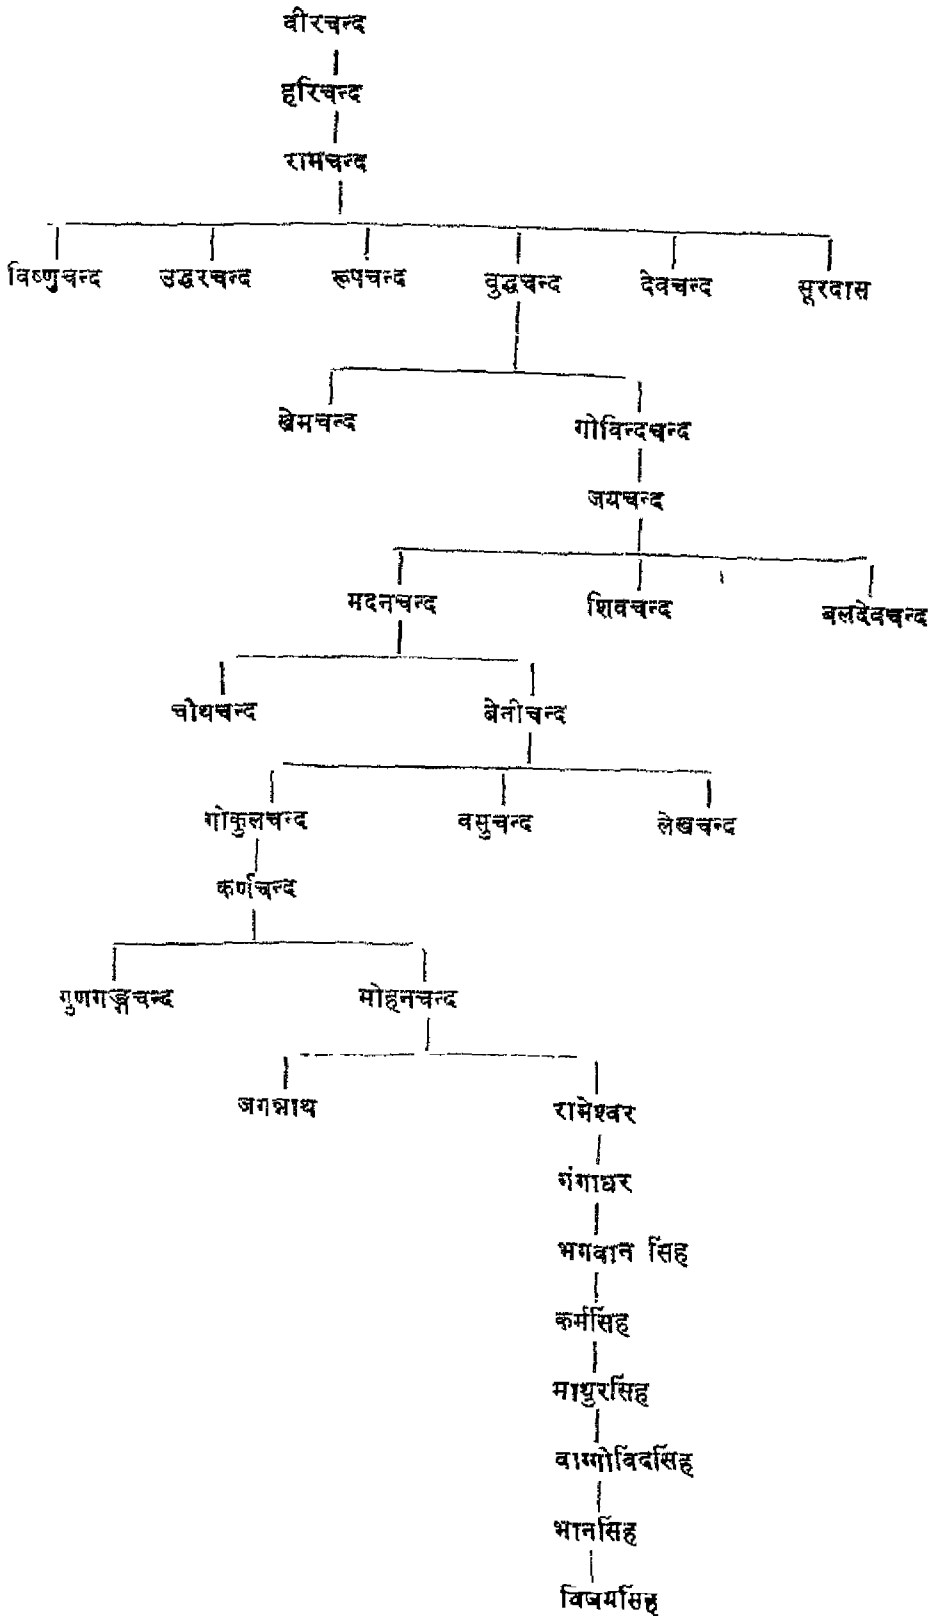 वीरचन्द
हरिचन्द
रामचन्द
विष्णुचन्द उद्धरचन्द रूपचन्द वुद्धचन्द देवचन्द सूरदास
खेमचन्द गोविन्दचन्द
जयचन्द
मदनचन्द शिवचन्द बलदेवचन्द
चोथचन्द बेनीचन्द
गोकुलचन्द वसुचन्द लेखचन्द
कर्णचन्द
गुणगङ्गचन्द मोहनचन्द
जगन्नाथ रामेश्वर
गंगाधर
भगवान सिंह
कर्मसिंह
माथुरसिंह
वाग्गोविंदसिंह
भानसिंह
विजयसिंह